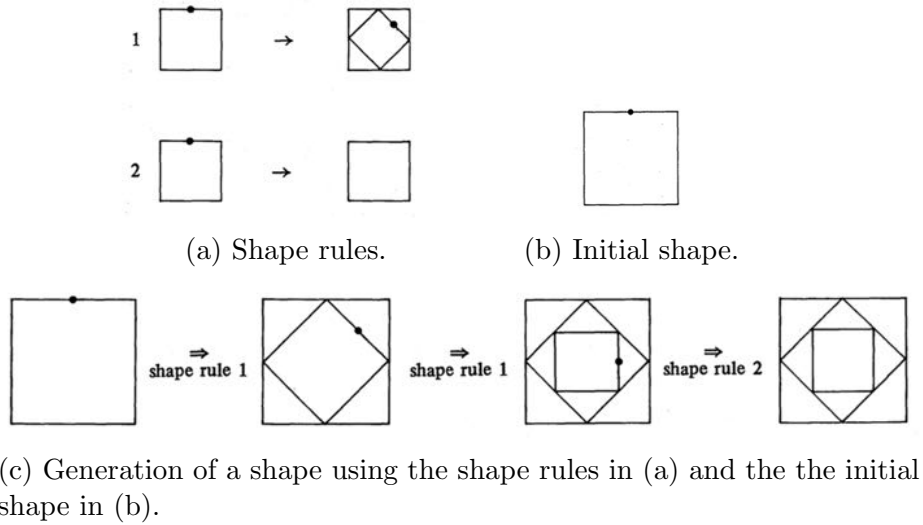 1 →
2 →
(a) Shape rules.
(b) Initial shape.
⇒ ⇒ ⇒
shape rule 1 shape rule 1 shape rule 2
(c) Generation of a shape using the shape rules in (a) and the the initial
shape in (b).